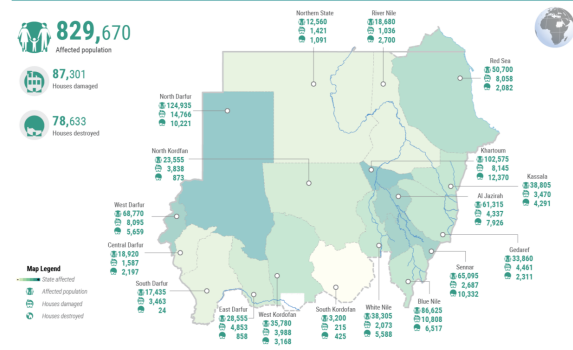 829,670
Affected population
87,301
Houses damaged
78,633
Houses destroyed
Northern State
12,560
1,421
1,091
River Nile
18,680
1,036
2,700
Red Sea
50,700
8,058
2,082
North Darfur
124,935
14,766
10,221
North Kordfan
23,555
3,838
873
Khartoum
102,575
8,145
12,370
Kassala
38,805
3,470
4,291
Al Jazirah
61,315
4,337
7,926
West Darfur
68,770
8,095
5,659
Central Darfur
18,920
1,587
2,197
Gedaref
33,860
4,461
2,311
Sennar
65,095
2,687
10,332
South Darfur
17,435
3,463
24
East Darfur
28,555
4,853
858
West Kordofan
35,780
3,988
3,168
South Kordofan
3,200
215
425
White Nile
38,305
2,073
5,588
Blue Nile
86,625
10,808
6,517
Map Legend
State affected
Affected population
Houses damaged
Houses destroyed